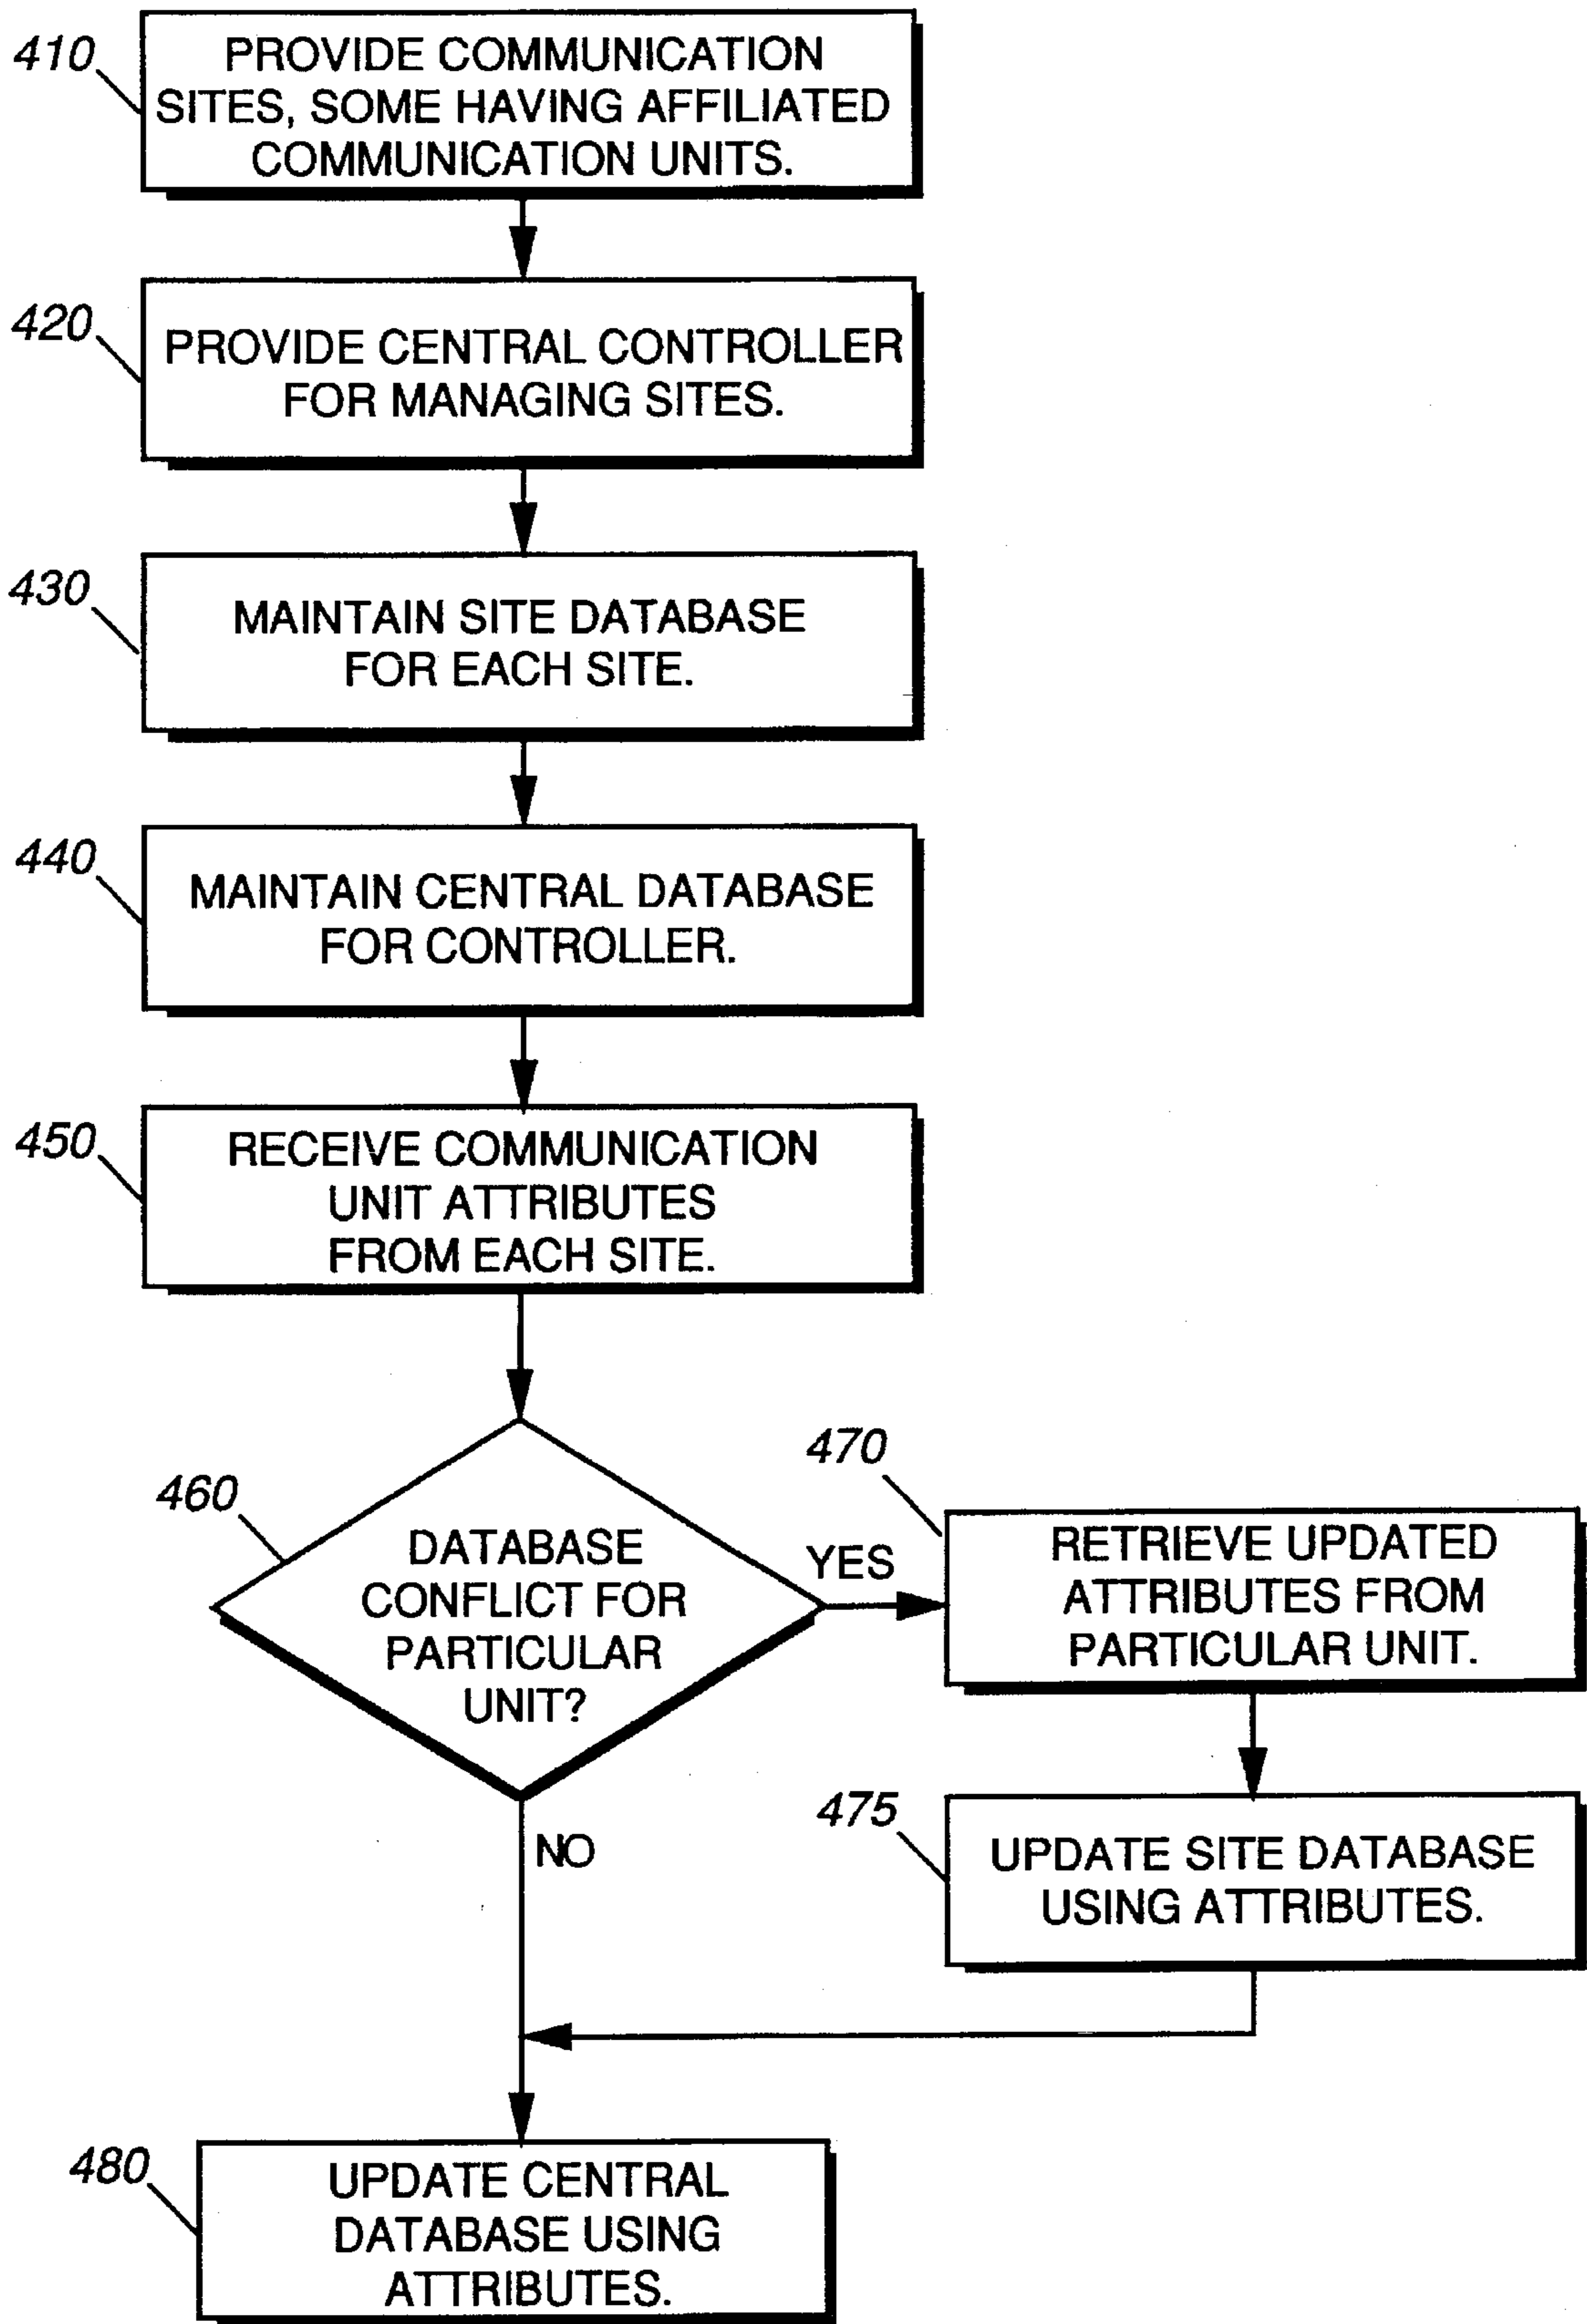 410
PROVIDE COMMUNICATION
SITES, SOME HAVING AFFILIATED
COMMUNICATION UNITS.
420
PROVIDE CENTRAL CONTROLLER
FOR MANAGING SITES.
430
MAINTAIN SITE DATABASE
FOR EACH SITE.
440
MAINTAIN CENTRAL DATABASE
FOR CONTROLLER.
450
RECEIVE COMMUNICATION
UNIT ATTRIBUTES
FROM EACH SITE.
460
DATABASE
CONFLICT FOR
PARTICULAR
UNIT?
YES
470
RETRIEVE UPDATED
ATTRIBUTES FROM
PARTICULAR UNIT.
475
UPDATE SITE DATABASE
USING ATTRIBUTES.
NO
480
UPDATE CENTRAL
DATABASE USING
ATTRIBUTES.